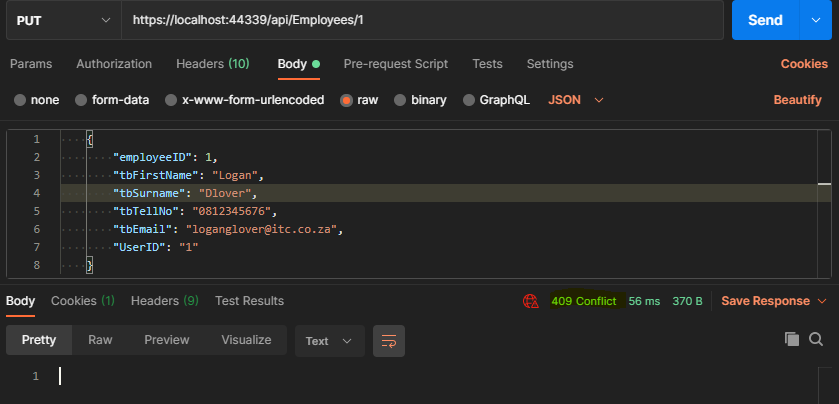 PUT https://localhost:44339/api/Employees/1 Send
Params Authorization Headers (10) Body Pre-request Script Tests Settings Cookies
none form-data x-www-form-urlencoded raw binary GraphQL JSON Beautify
1 {
2 "employeeID": 1,
3 "tbFirstName": "Logan",
4 "tbSurname": "Dlover",
5 "tbTellNo": "0812345676",
6 "tbEmail": "loganglover@itc.co.za",
7 "UserID": "1"
8 }
Body Cookies (1) Headers (9) Test Results 409 Conflict 56 ms 370 B Save Response
Pretty Raw Preview Visualize Text
1